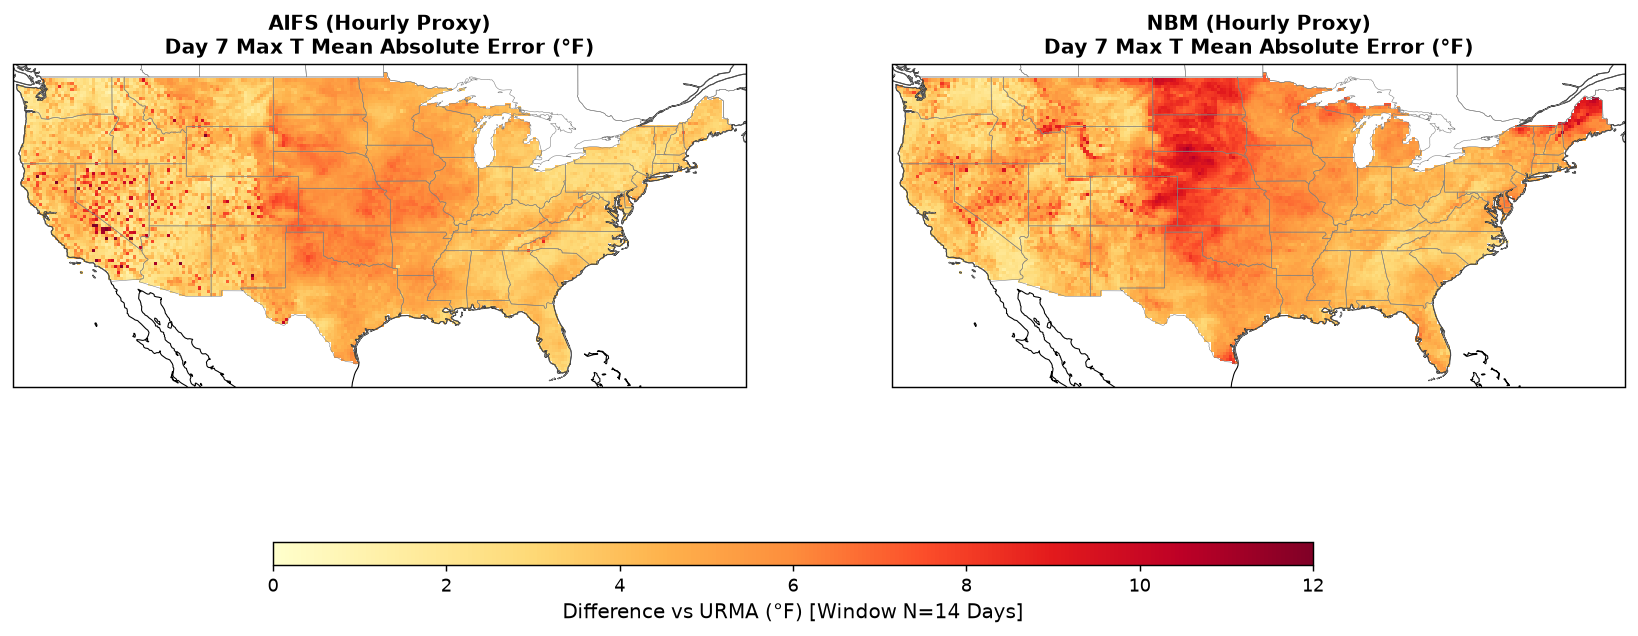 AIFS (Hourly Proxy)
Day 7 Max T Mean Absolute Error (°F)
NBM (Hourly Proxy)
Day 7 Max T Mean Absolute Error (°F)
0 2 4 6 8 10 12
Difference vs URMA (°F) [Window N=14 Days]